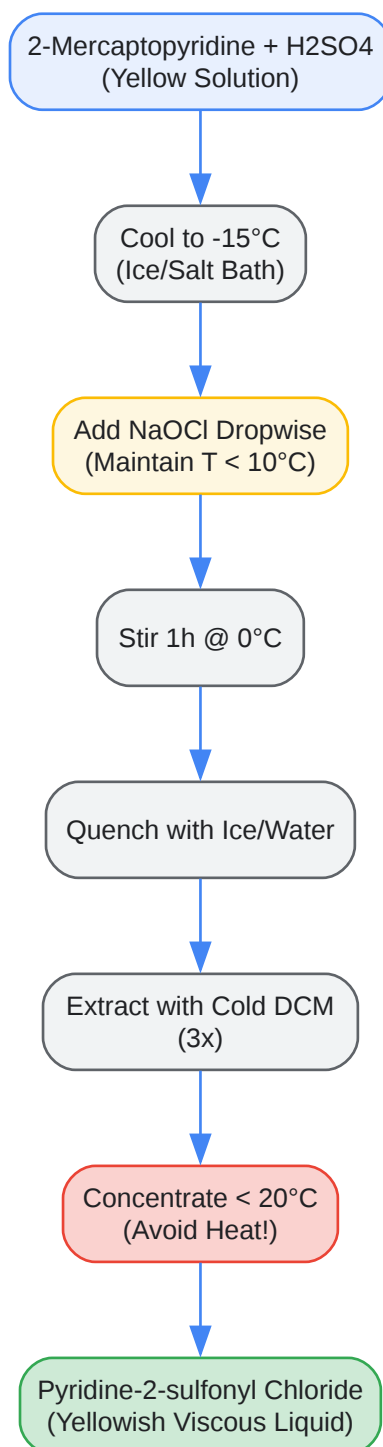 2-Mercaptopyridine + H2SO4
(Yellow Solution)
Cool to -15°C
(Ice/Salt Bath)
Add NaOCl Dropwise
(Maintain T < 10°C)
Stir 1h @ 0°C
Quench with Ice/Water
Extract with Cold DCM
(3x)
Concentrate < 20°C
(Avoid Heat!)
Pyridine-2-sulfonyl Chloride
(Yellowish Viscous Liquid)